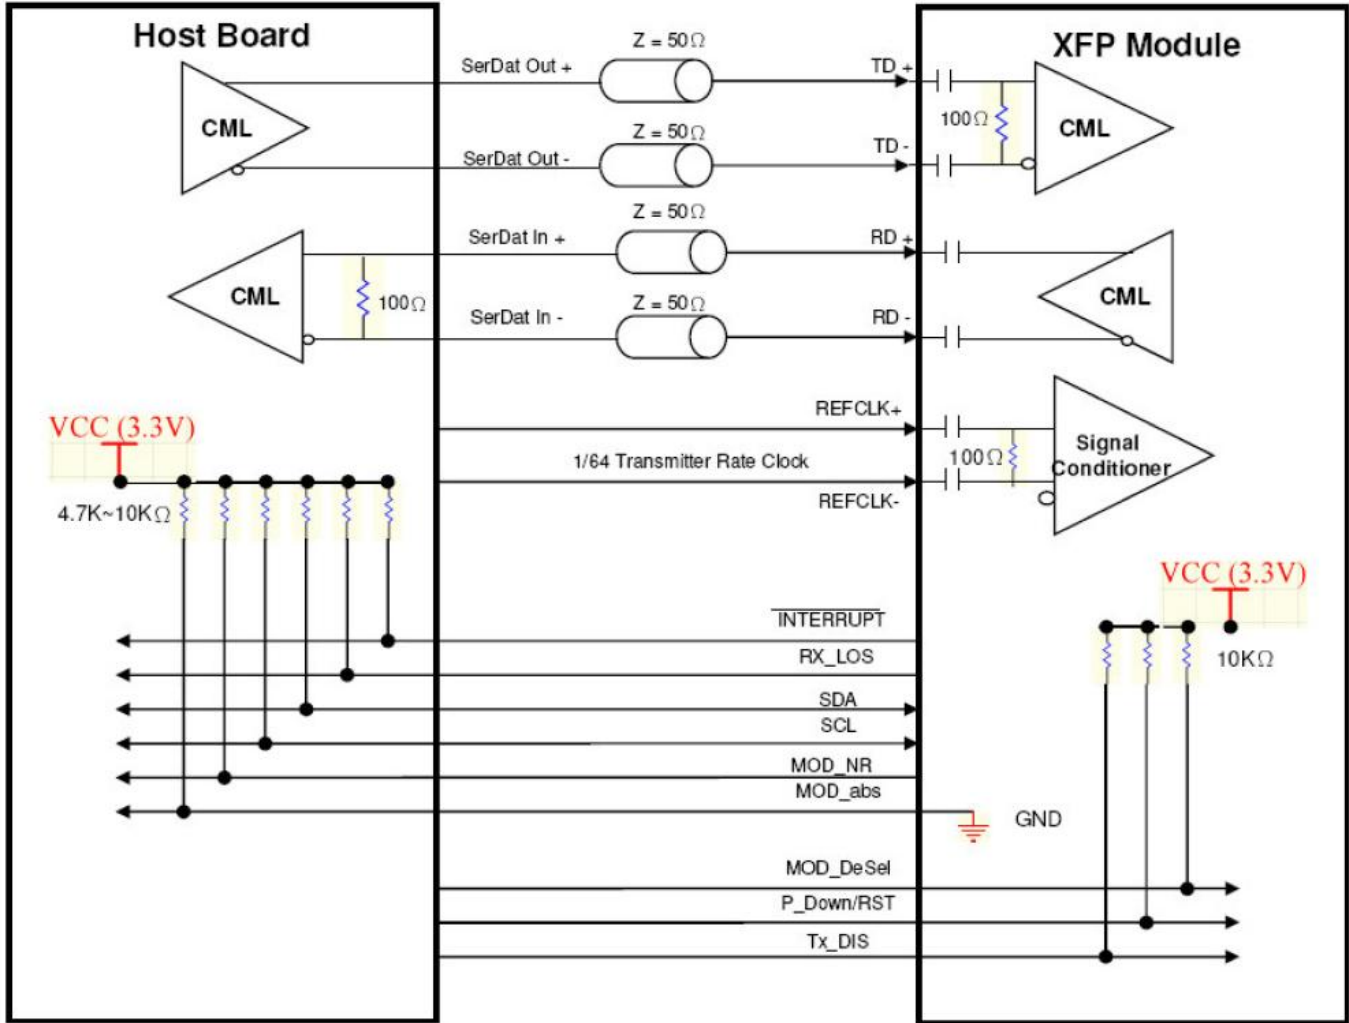 Host Board
XFP Module
Z = 50Ω
SerDat Out +
TD +
CML
100Ω
CML
Z = 50Ω
SerDat Out -
TD -
Z = 50Ω
SerDat In +
RD +
CML
100Ω
CML
Z = 50Ω
SerDat In -
RD -
VCC (3.3V)
REFCLK+
1/64 Transmitter Rate Clock
100Ω
Signal
Conditioner
REFCLK-
4.7K~10KΩ
VCC (3.3V)
10KΩ
INTERRUPT
RX_LOS
SDA
SCL
MOD_NR
MOD_abs
GND
MOD_DeSel
P_Down/RST
Tx_DIS